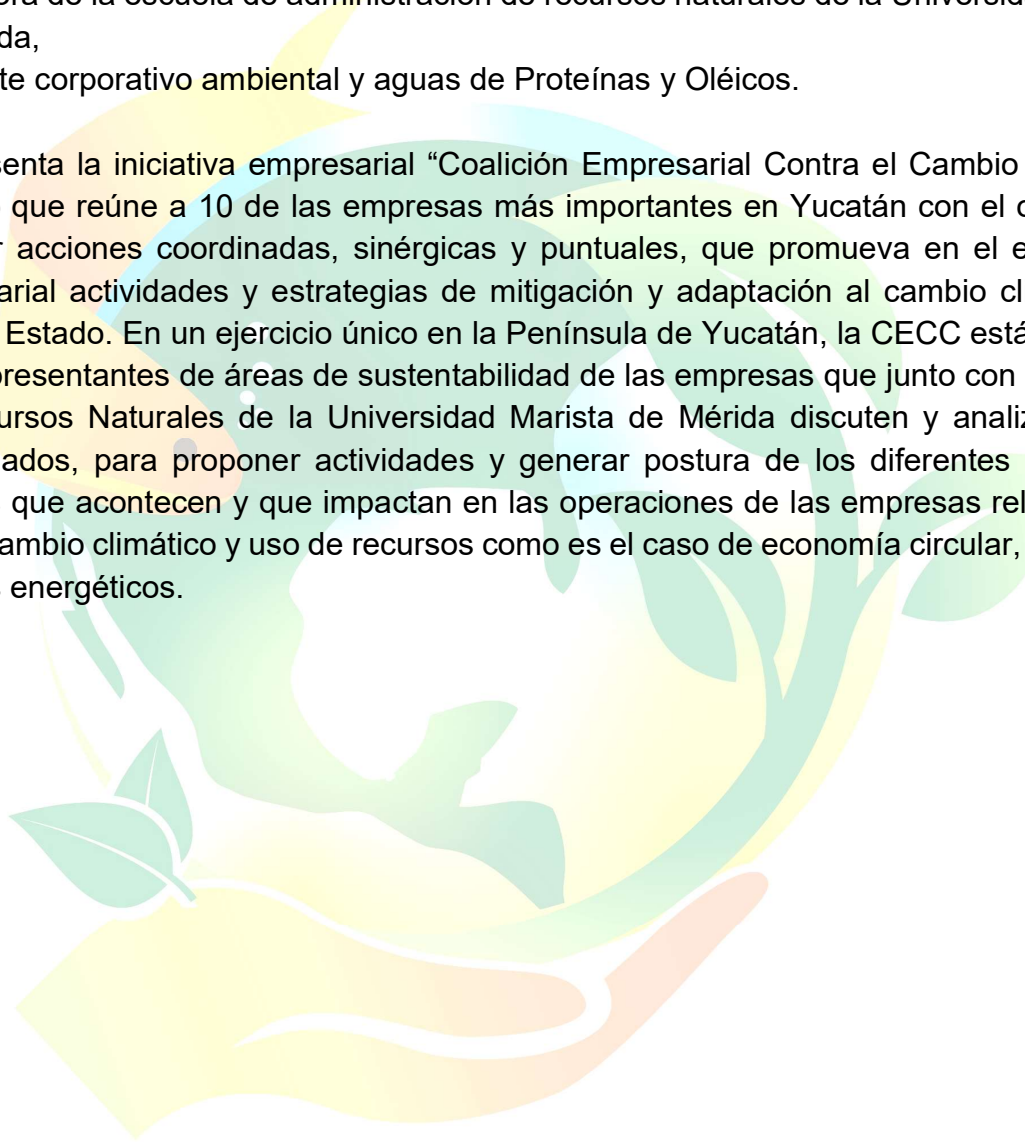 de la escuela de administración de recursos naturales de la
da,
te corporativo ambiental y aguas de Proteínas y Oléicos.
senta la iniciativa empresarial “Coalición Empresarial Contra el Cambio
que reúne a 10 de las empresas más importantes en Yucatán con el
r acciones coordinadas, sinérgicas y puntuales, que promueva en el e
arial actividades y estrategias de mitigación y adaptación al cambio cl
Estado. En un ejercicio único en la Península de Yucatán, la CECC está
presentantes de áreas de sustentabilidad de las empresas que junto con
ursos Naturales de la Universidad Marista de Mérida discuten y analiz
ados, para proponer actividades y generar postura de los diferentes
que acontecen y que impactan en las operaciones de las empresas rel
ambio climático y uso de recursos como es el caso de economía circular,
s energéticos.